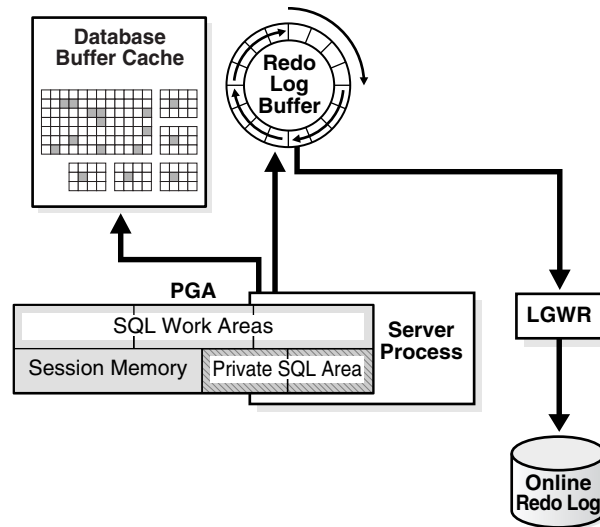 Database
Buffer Cache
Redo
Log
Buffer
PGA
SQL Work Areas
Session Memory
Private SQL Area
Server
Process
LGWR
Online
Redo Log